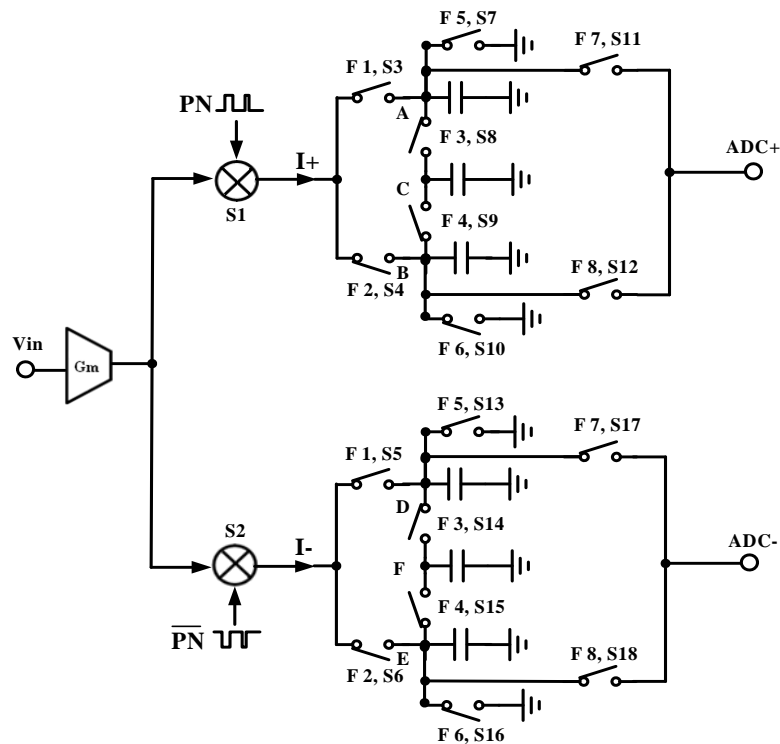 F 5, S7
F 7, S11
F 1, S3
PN
A
F 3, S8
I+
ADC+
S1
C
F 4, S9
B
F 2, S4
F 8, S12
F 6, S10
Vin
Gm
F 5, S13
F 7, S17
F 1, S5
S2
D
F 3, S14
I-
ADC-
F
F 4, S15
PN
E
F 2, S6
F 8, S18
F 6, S16